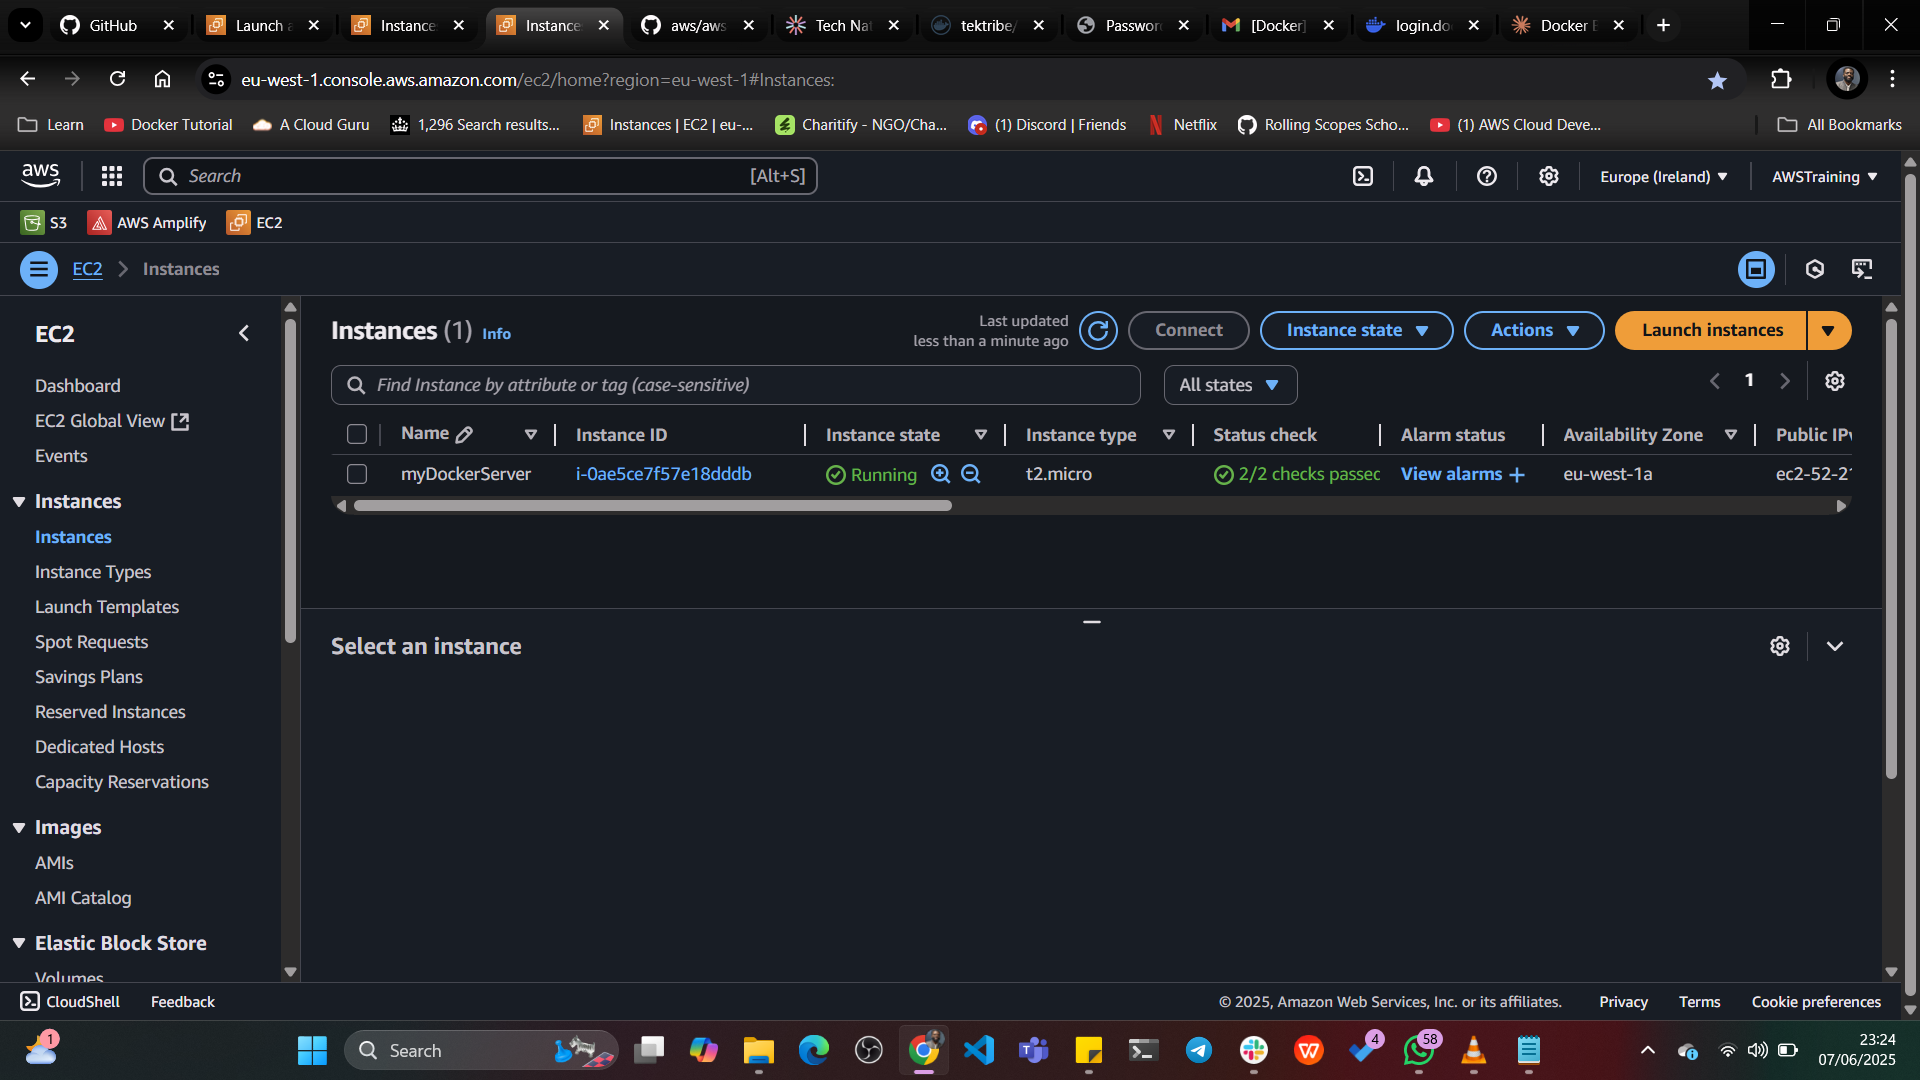 GitHub
Launch a
Instance
Instance
aws/aws
Tech Nat
tektribe/
Passwor
[Docker]
login.do
Docker E
eu-west-1.console.aws.amazon.com/ec2/home?region=eu-west-1#Instances:
Learn
Docker Tutorial
A Cloud Guru
1,296 Search results...
Instances | EC2 | eu-...
Charitify - NGO/Cha...
(1) Discord | Friends
Netflix
Rolling Scopes Scho...
(1) AWS Cloud Deve...
All Bookmarks
aws
Search
[Alt+S]
Europe (Ireland)
AWSTraining
S3
AWS Amplify
EC2
EC2
Instances
EC2
Dashboard
EC2 Global View
Events
Instances
Instances
Instance Types
Launch Templates
Spot Requests
Savings Plans
Reserved Instances
Dedicated Hosts
Capacity Reservations
Images
AMIs
AMI Catalog
Elastic Block Store
Volumes
Instances (1) Info
Last updated
less than a minute ago
Connect
Instance state
Actions
Launch instances
Find Instance by attribute or tag (case-sensitive)
All states
1
Name
Instance ID
Instance state
Instance type
Status check
Alarm status
Availability Zone
Public IPv
myDockerServer
i-0ae5ce7f57e18dddb
Running
t2.micro
2/2 checks passec
View alarms +
eu-west-1a
ec2-52-21
Select an instance
CloudShell
Feedback
© 2025, Amazon Web Services, Inc. or its affiliates.
Privacy
Terms
Cookie preferences
1
Search
4
58
23:24
07/06/2025